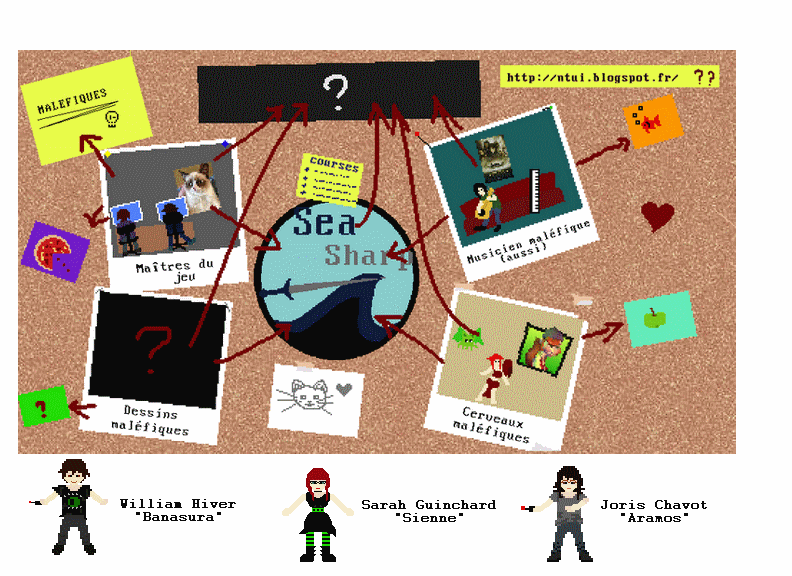 ?
http://ntui.blogspot.fr/ ??
MALEFIQUES
courses
Sea
Sharp
Maîtres du
jeu
Musicien maléfique
(aussi)
?
?
Dessins
maléfiques
Cerveaux
maléfiques
William Hiver
"Banasura"
Sarah Guinchard
"Sienne"
Joris Chavot
"Aramos"